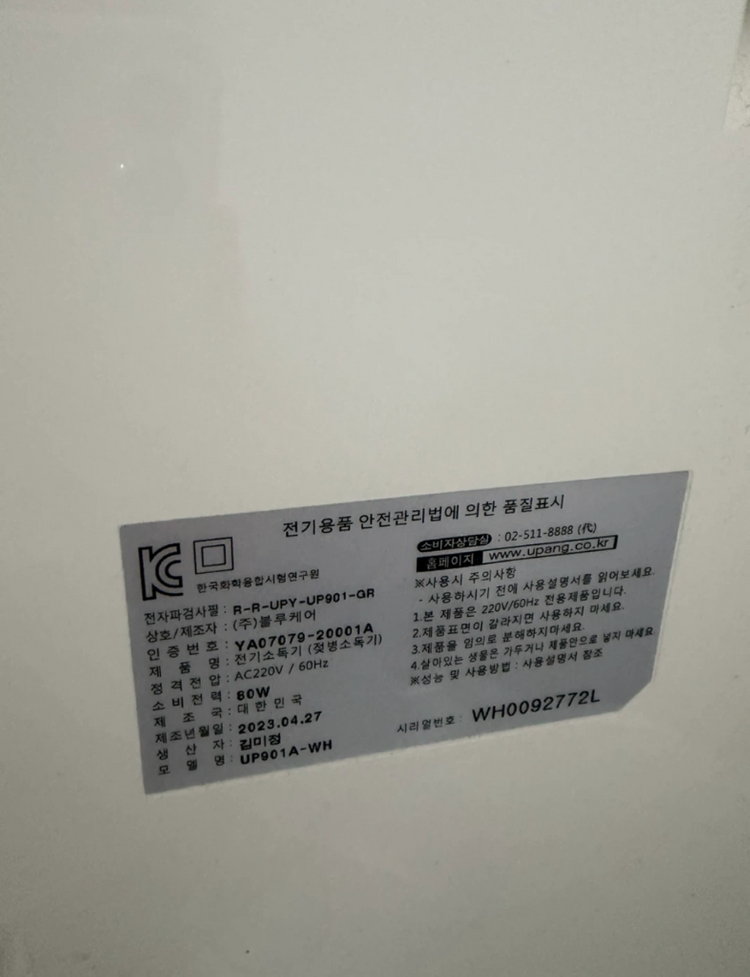 전기용품 안전관리법에 의한 품질표시
한국화학융합시험연구원
전자파검사필 : R-R-UPY-UP901-GR
상호/제조자 : (주)블루케어
인 증 번 호 : YA07079-20001A
제 품 명 : 전기소독기 (젖병소독기)
정 격 전 압 : AC220V / 60Hz
소 비 전 력 : 60W
제 조 국 : 대 한 민 국
제조년월일 : 2023.04.27
생 산 자 : 김미정
모 델 명 : UP901A-WH
소비자상담실 : 02-511-8888 (代)
홈페이지 www.upang.co.kr
※사용시 주의사항
- 사용하시기 전에 사용설명서를 읽어보세요.
1.본 제품은 220V/60Hz 전용제품입니다.
2.제품표면이 갈라지면 사용하지 마세요.
3.제품을 임의로 분해하지마세요.
4.살아있는 생물은 가두거나 제품안으로 넣지 마세요
※성능 및 사용방법 : 사용설명서 참조
시리얼번호 : WH0092772L